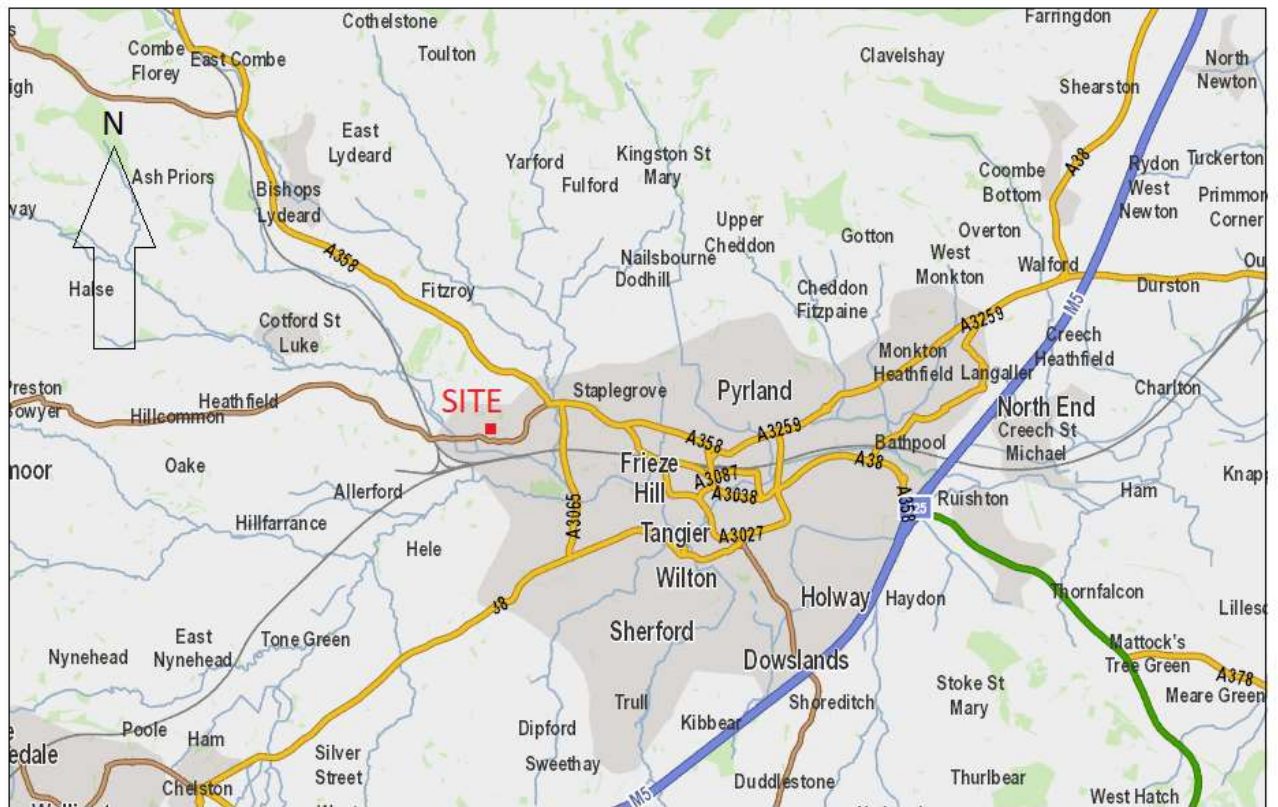 Cothelstone
Farringdon
Combe
Florey
East Combe
Toulton
Clavelshay
North
Newton
Shearston
N
East
Lydeard
Yarford
Kingston St
Mary
Fulford
A38
Rydon
Tuckerton
Ash Priors
Bishops
Lydeard
Coombe
Bottom
West
Newton
Corner
Upper
Cheddon
Gotton
Overton
West
Monkton
A358
Nailsbourne
Dodhill
Walford
Durston
Halse
Fitzroy
Cheddon
Fitzpaine
M5
Cotford St
Luke
A3259
Creech
Heathfield
Monkton
Heathfield
Langaller
Staplegrove
Pyrland
Charlton
SITE
Heathfield
Hillcommon
North End
Creech St
Michael
A358
A3259
Bathpool
Oake
Frieze
Hill
A38
A3087
A3038
Allerford
Ham
Ruishton
A358
25
Hillfarrance
A3065
Tangier
A3027
Hele
Wilton
Holway
Haydon
Thornfalcon
38
Sherford
East
Nynehead
Tone Green
Nynehead
Mattock's
Tree Green
Dowslands
A378
Meare Green
Stoke St
Mary
Trull
Shoreditch
Kibbear
Poole
Ham
Dipford
Silver
Street
Sweethay
Chelston
Duddlestone
Thurlbear
West Hatch
M5